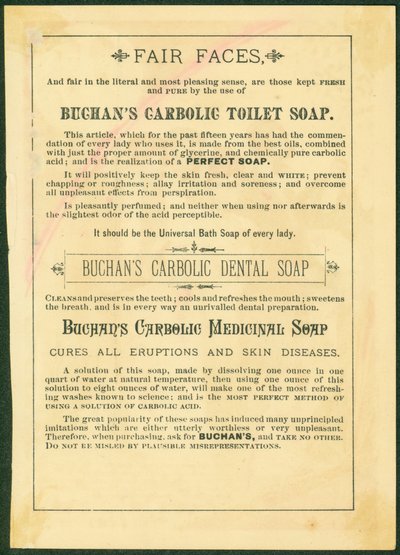 FAIR FACES,
And fair in the literal and most pleasing sense, are those kept FRESH
and PURE by the use of
BUCHAN'S CARBOLIC TOILET SOAP.
This article, which for the past fifteen years has had the commen-
dation of every lady who uses it, is made from the best oils, combined
with just the proper amount of glycerine, and chemically pure carbolic
acid; and is the realization of a PERFECT SOAP.
It will positively keep the skin fresh, clear and WHITE; prevent
chapping or roughness; allay irritation and soreness; and overcome
all unpleasant effects from perspiration.
Is pleasantly perfumed; and neither when using nor afterwards is
the slightest odor of the acid perceptible.
It should be the Universal Bath Soap of every lady.
BUCHAN'S CARBOLIC DENTAL SOAP
CLEANS and preserves the teeth; cools and refreshes the mouth; sweetens
the breath, and is in every way an unrivalled dental preparation.
BUCHAN'S CARBOLIC MEDICINAL SOAP
CURES ALL ERUPTIONS AND SKIN DISEASES.
A solution of this soap, made by dissolving one ounce in one
quart of water at natural temperature, then using one ounce of this
solution to eight ounces of water, will make one of the most refresh-
ing washes known to science; and is the MOST PERFECT METHOD OF
USING A SOLUTION OF CARBOLIC ACID.
The great popularity of these soaps has induced many unprincipled
imitations which are either utterly worthless or very unpleasant.
Therefore, when purchasing, ask for BUCHAN'S, and TAKE NO OTHER.
DO NOT BE MISLED BY PLAUSIBLE MISREPRESENTATIONS.